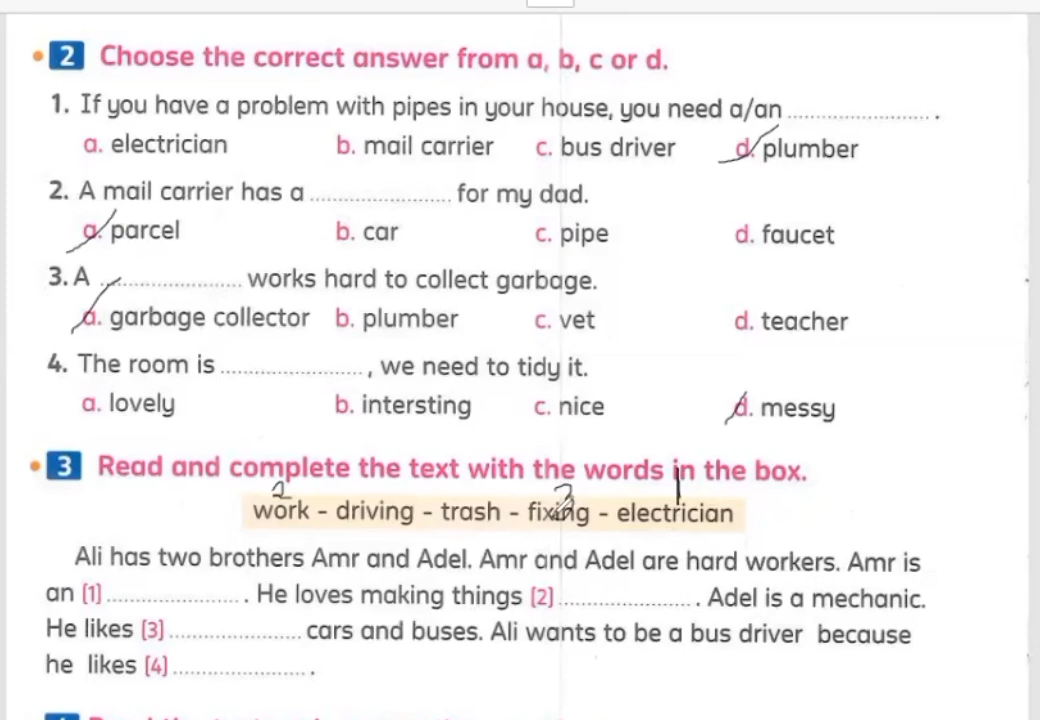 2 Choose the correct answer from a, b, c or d.
1. If you have a problem with pipes in your house, you need a/an ........................ .
a. electrician b. mail carrier c. bus driver d. plumber
2. A mail carrier has a ........................ for my dad.
a. parcel b. car c. pipe d. faucet
3. A ........................ works hard to collect garbage.
a. garbage collector b. plumber c. vet d. teacher
4. The room is ........................ , we need to tidy it.
a. lovely b. intersting c. nice d. messy
3 Read and complete the text with the words in the box.
2 3 1
work - driving - trash - fixing - electrician
Ali has two brothers Amr and Adel. Amr and Adel are hard workers. Amr is
an [1] ........................ . He loves making things [2] ........................ . Adel is a mechanic.
He likes [3] ........................ cars and buses. Ali wants to be a bus driver because
he likes [4] ........................ .